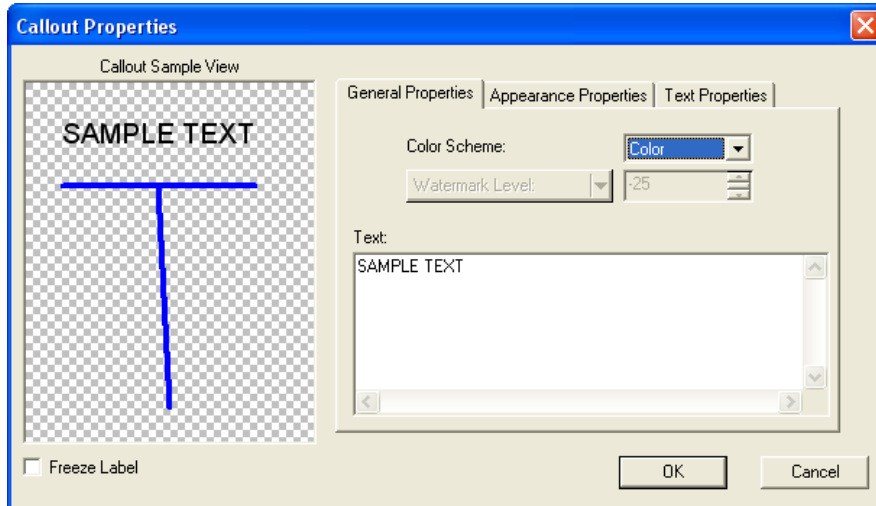 Callout Properties
Callout Sample View
SAMPLE TEXT
General Properties
Appearance Properties
Text Properties
Color Scheme:
Color
Watermark Level:
-25
Text:
SAMPLE TEXT
Freeze Label
OK
Cancel